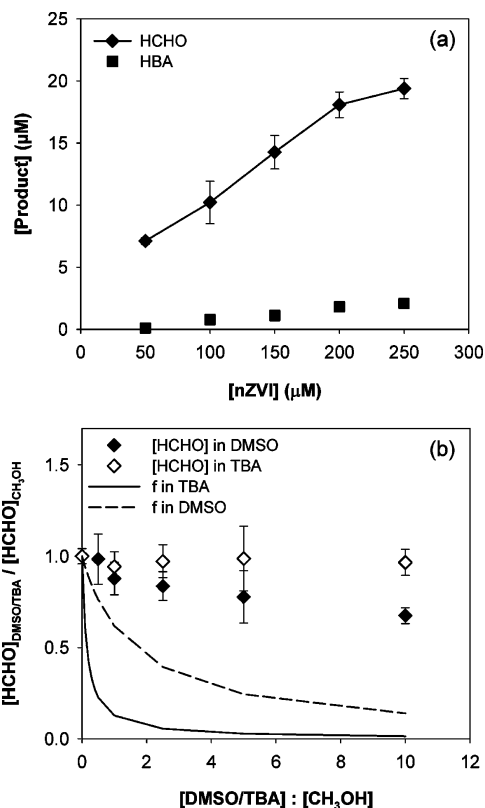 (a)
HCHO
HBA
25
20
15
10
5
0
[Product] (μM)
0 50 100 150 200 250 300
[nZVI] (μM)
(b)
[HCHO] in DMSO
[HCHO] in TBA
f in TBA
f in DMSO
1.5
1.0
0.5
0.0
[HCHO]DMSO/TBA / [HCHO]CH₃OH
0 2 4 6 8 10 12
[DMSO/TBA] : [CH₃OH]